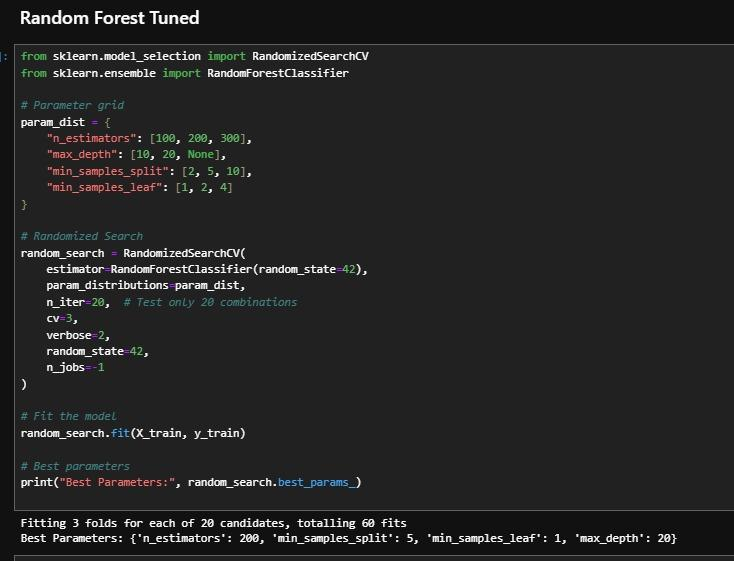 Random Forest Tuned
]:
from sklearn.model_selection import RandomizedSearchCV
from sklearn.ensemble import RandomForestClassifier

# Parameter grid
param_dist = {
    "n_estimators": [100, 200, 300],
    "max_depth": [10, 20, None],
    "min_samples_split": [2, 5, 10],
    "min_samples_leaf": [1, 2, 4]
}

# Randomized Search
random_search = RandomizedSearchCV(
    estimator=RandomForestClassifier(random_state=42),
    param_distributions=param_dist,
    n_iter=20,  # Test only 20 combinations
    cv=3,
    verbose=2,
    random_state=42,
    n_jobs=-1
)

# Fit the model
random_search.fit(X_train, y_train)

# Best parameters
print("Best Parameters:", random_search.best_params_)

Fitting 3 folds for each of 20 candidates, totalling 60 fits
Best Parameters: {'n_estimators': 200, 'min_samples_split': 5, 'min_samples_leaf': 1, 'max_depth': 20}